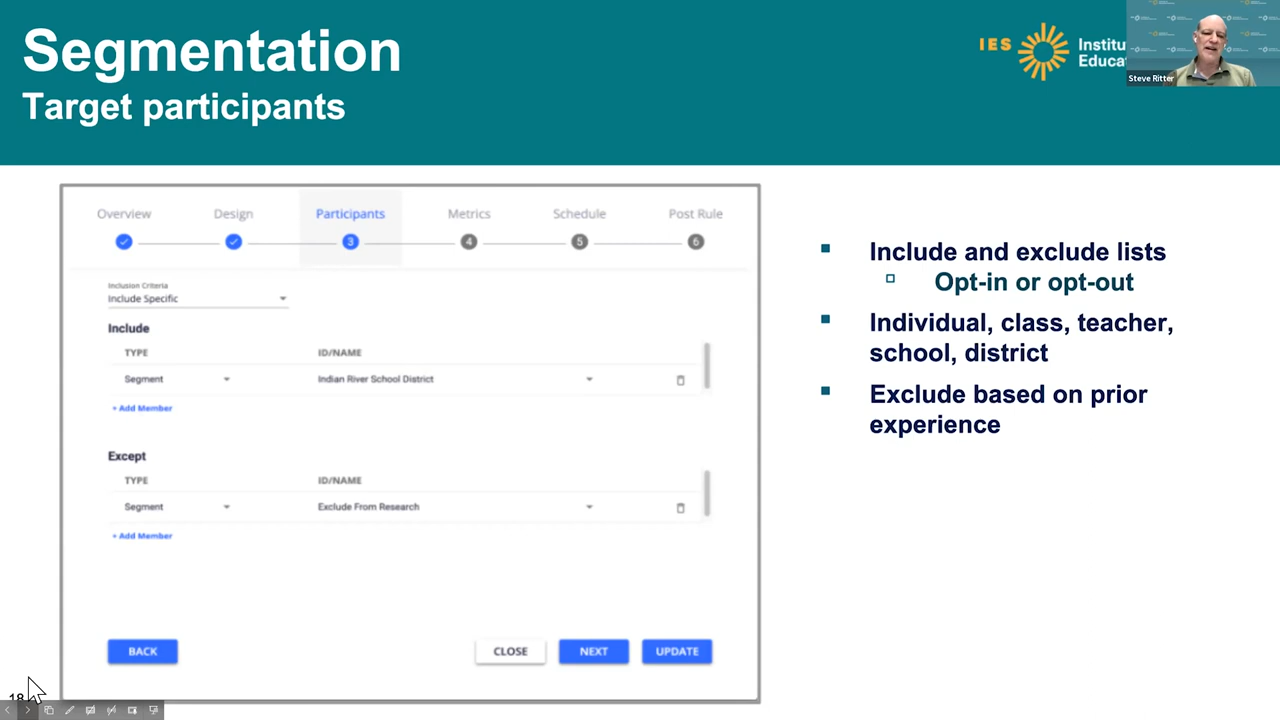 Segmentation
Target participants
IES
Institu
Educa
Steve Ritter
Overview
Design
Participants
Metrics
Schedule
Post Rule
3
4
5
6
Inclusion Criteria
Include Specific
Include
TYPE
ID/NAME
Segment
Indian River School District
+ Add Member
Except
TYPE
ID/NAME
Segment
Exclude From Research
+ Add Member
BACK
CLOSE
NEXT
UPDATE
Include and exclude lists
Opt-in or opt-out
Individual, class, teacher,
school, district
Exclude based on prior
experience
18